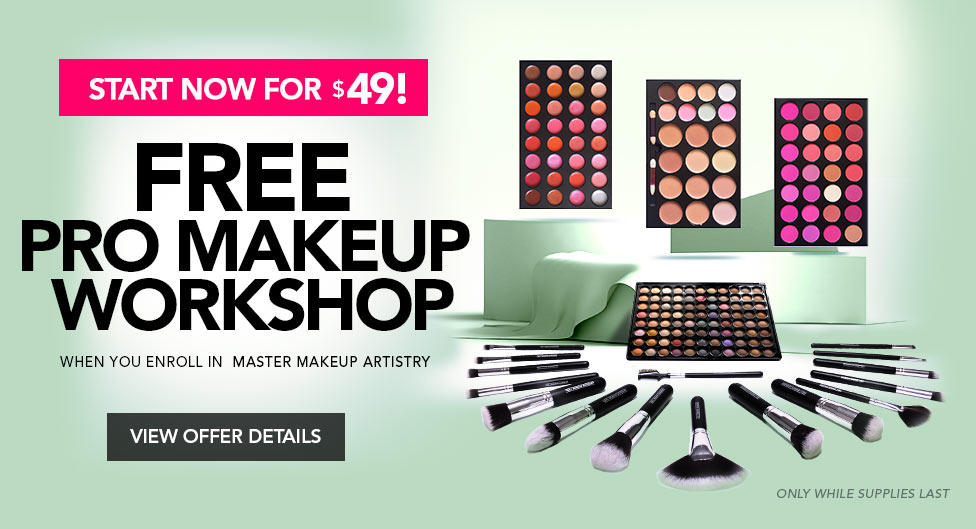 START NOW FOR $49!
FREE
PRO MAKEUP
WORKSHOP
WHEN YOU ENROLL IN MASTER MAKEUP ARTISTRY
VIEW OFFER DETAILS
ONLY WHILE SUPPLIES LAST